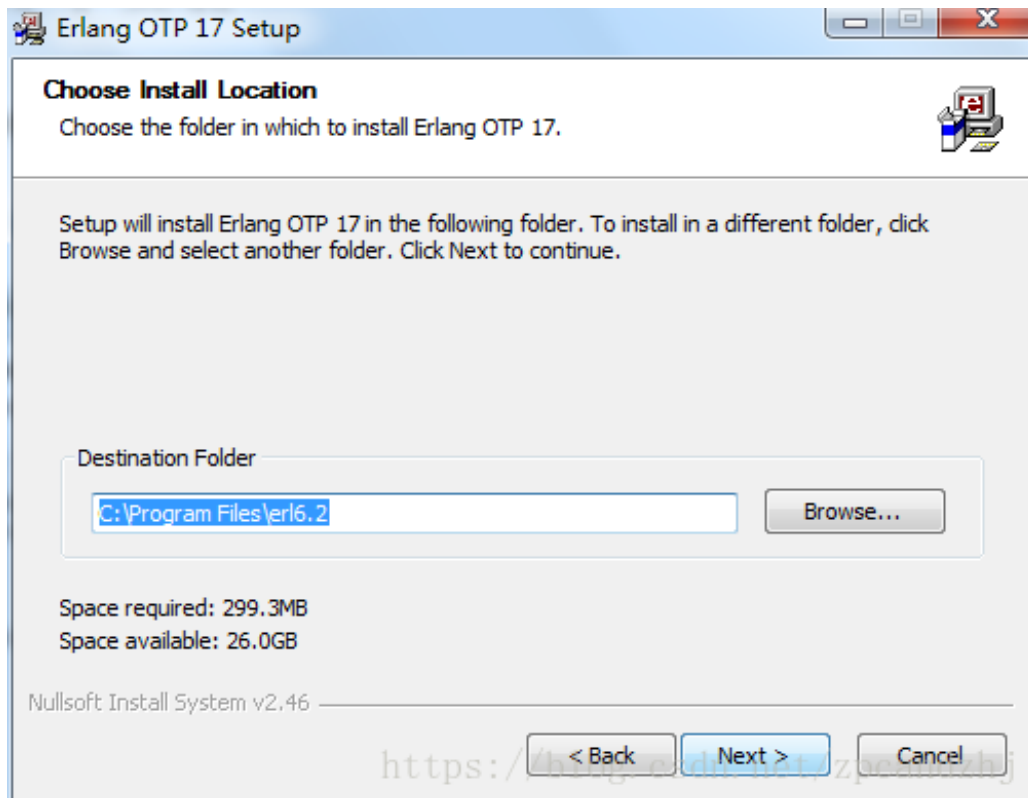 Erlang OTP 17 Setup
Choose Install Location
Choose the folder in which to install Erlang OTP 17.
Setup will install Erlang OTP 17 in the following folder. To install in a different folder, click
Browse and select another folder. Click Next to continue.
Destination Folder
C:\Program Files\erl6.2
Browse...
Space required: 299.3MB
Space available: 26.0GB
Nullsoft Install System v2.46
< Back
Next >
Cancel